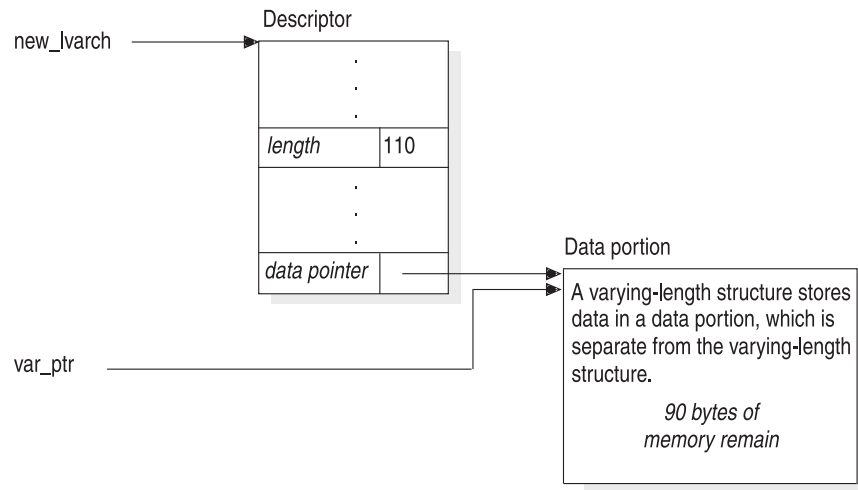 Descriptor
new_lvarch
.
.
.
length 110
.
.
.
data pointer
Data portion
A varying-length structure stores
data in a data portion, which is
separate from the varying-length
structure.
var_ptr
90 bytes of
memory remain